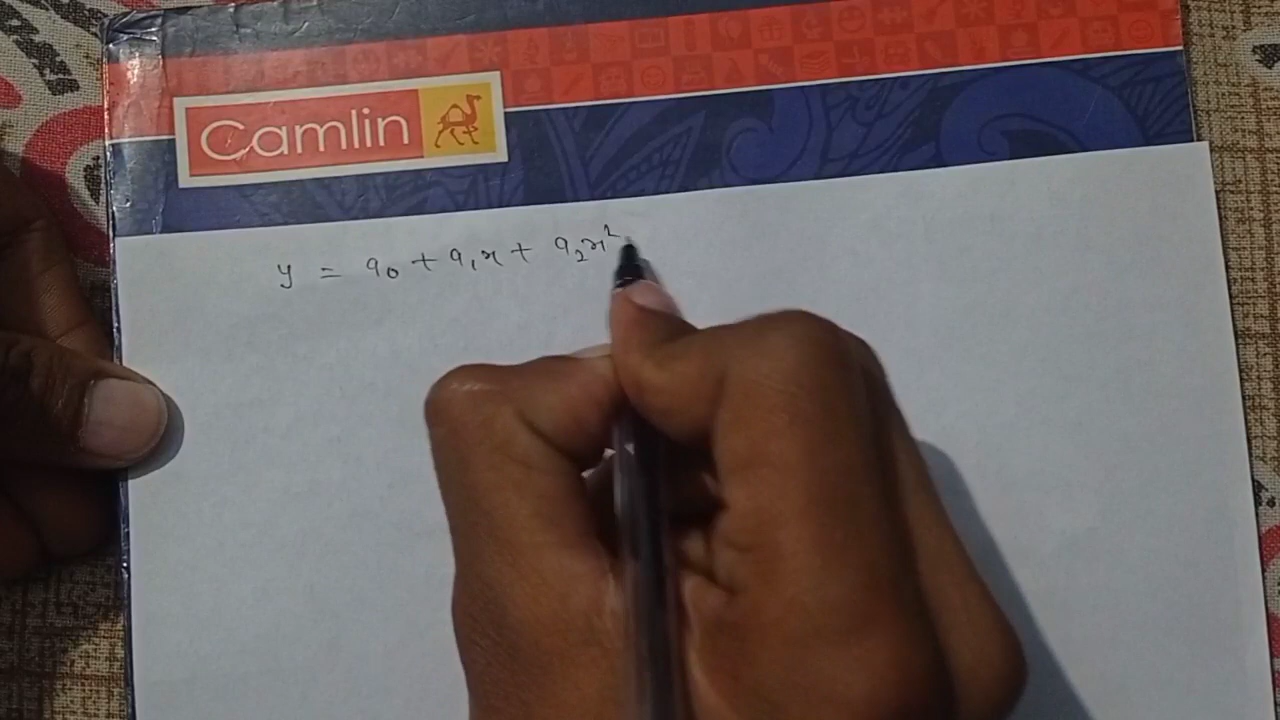 Camlin
y = a₀ + a₁x + a₂x²